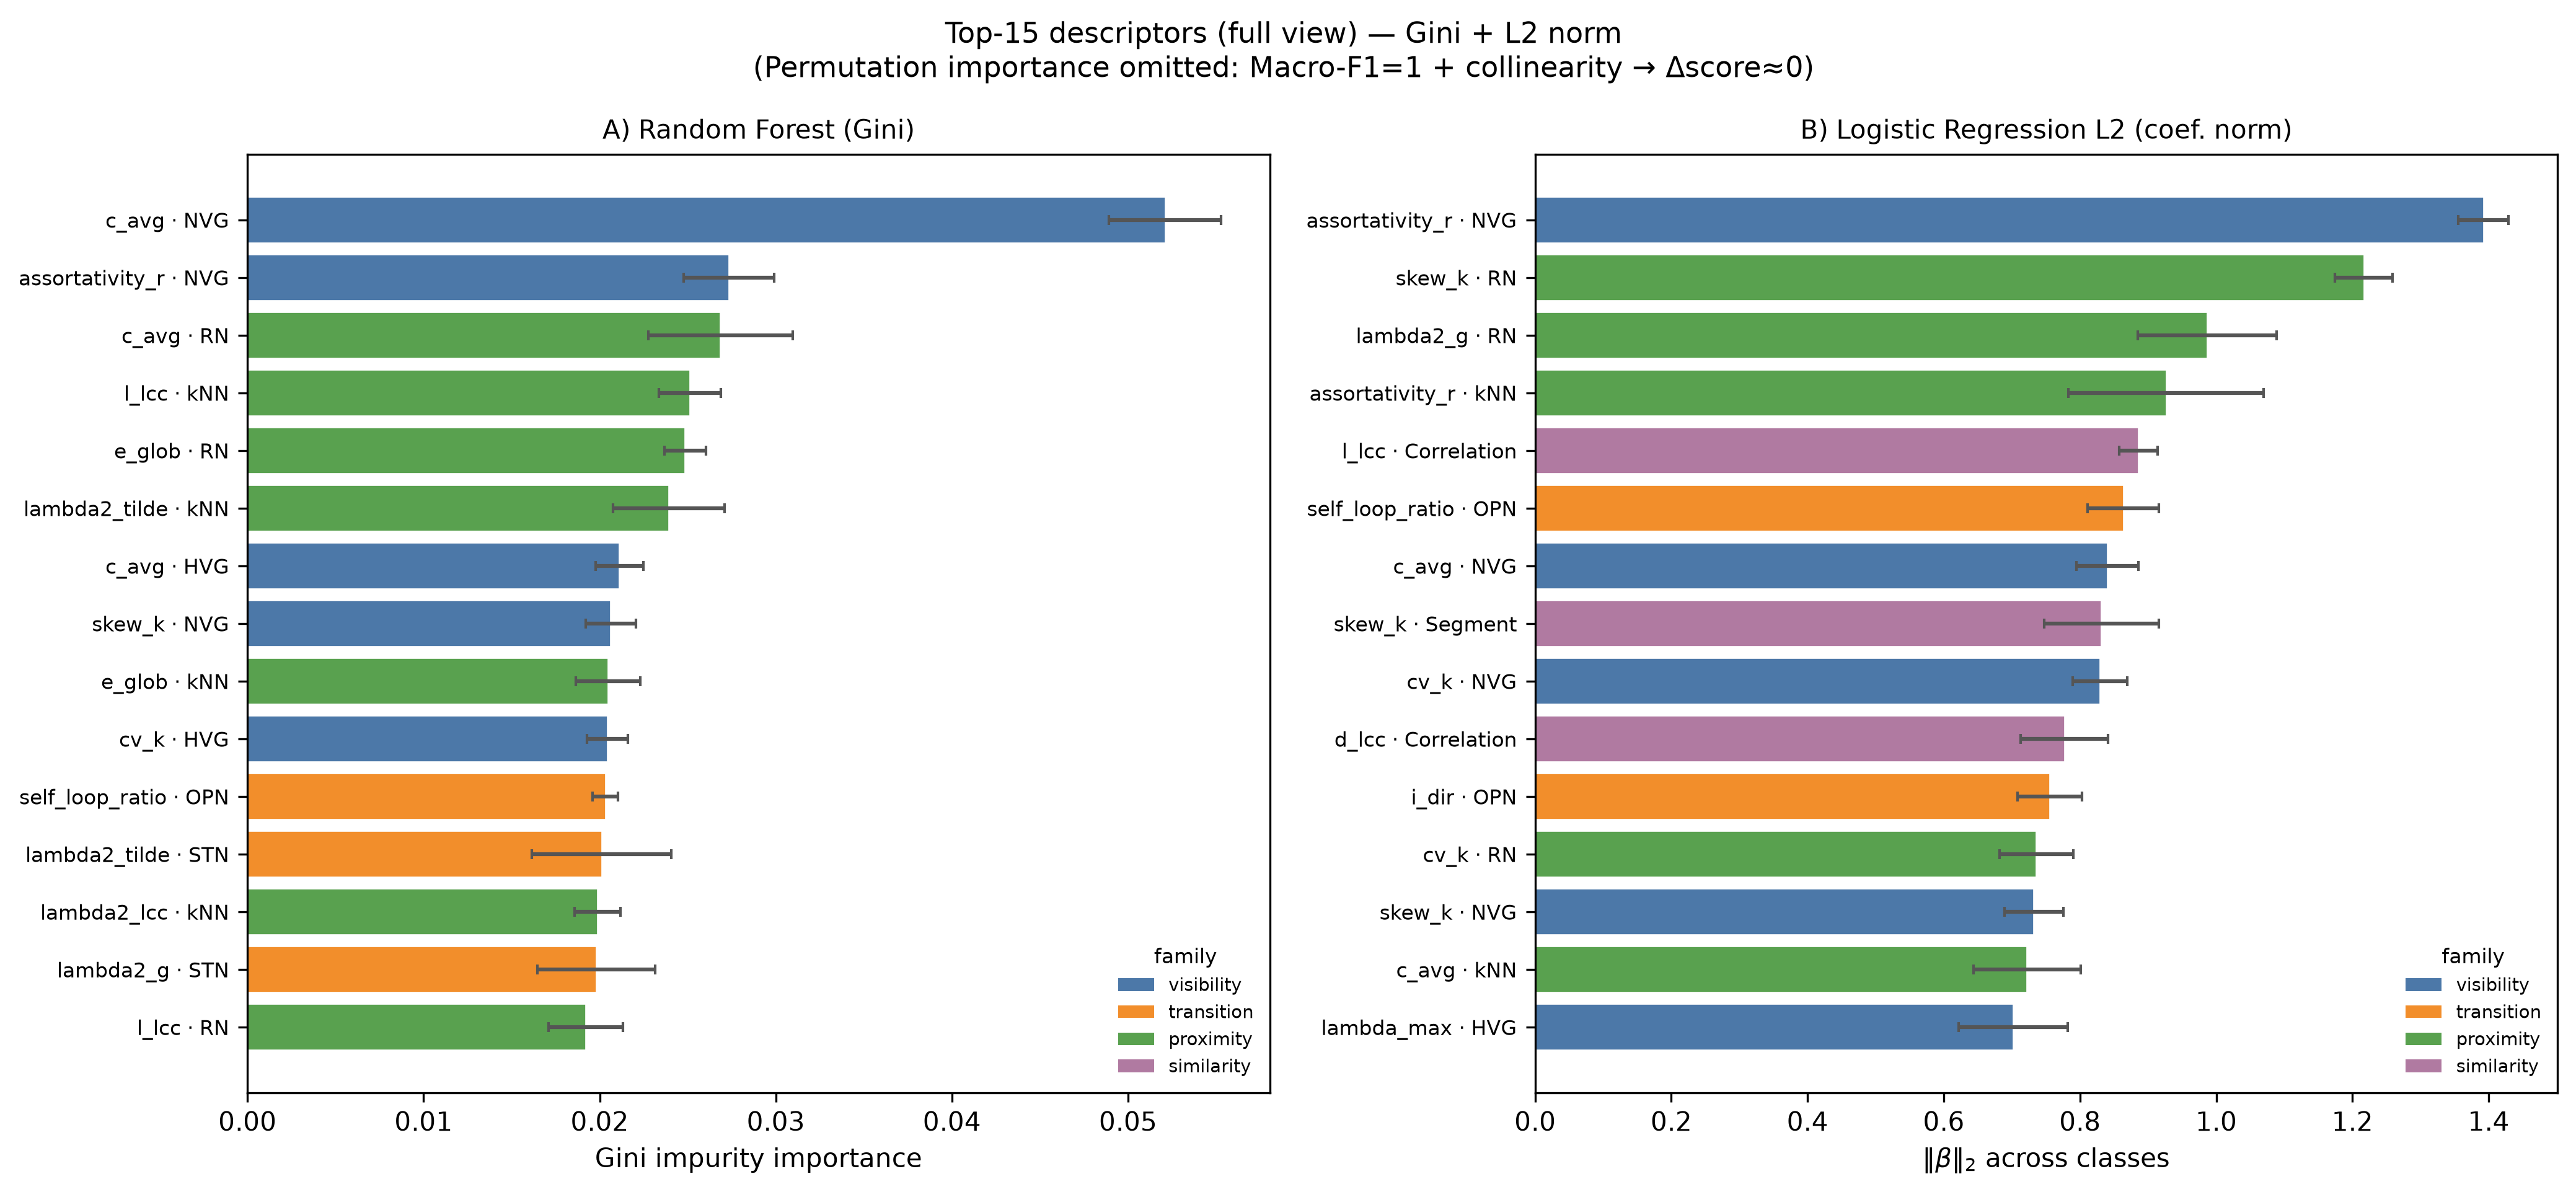 Top-15 descriptors (full view) — Gini + L2 norm
(Permutation importance omitted: Macro-F1=1 + collinearity → Δscore≈0)
A) Random Forest (Gini)
c_avg · NVG
assortativity_r · NVG
c_avg · RN
l_lcc · kNN
e_glob · RN
lambda2_tilde · kNN
c_avg · HVG
skew_k · NVG
e_glob · kNN
cv_k · HVG
self_loop_ratio · OPN
lambda2_tilde · STN
lambda2_lcc · kNN
lambda2_g · STN
l_lcc · RN
family
visibility
transition
proximity
similarity
0.00 0.01 0.02 0.03 0.04 0.05
Gini impurity importance
B) Logistic Regression L2 (coef. norm)
assortativity_r · NVG
skew_k · RN
lambda2_g · RN
assortativity_r · kNN
l_lcc · Correlation
self_loop_ratio · OPN
c_avg · NVG
skew_k · Segment
cv_k · NVG
d_lcc · Correlation
i_dir · OPN
cv_k · RN
skew_k · NVG
c_avg · kNN
lambda_max · HVG
family
visibility
transition
proximity
similarity
0.0 0.2 0.4 0.6 0.8 1.0 1.2 1.4
‖β‖₂ across classes